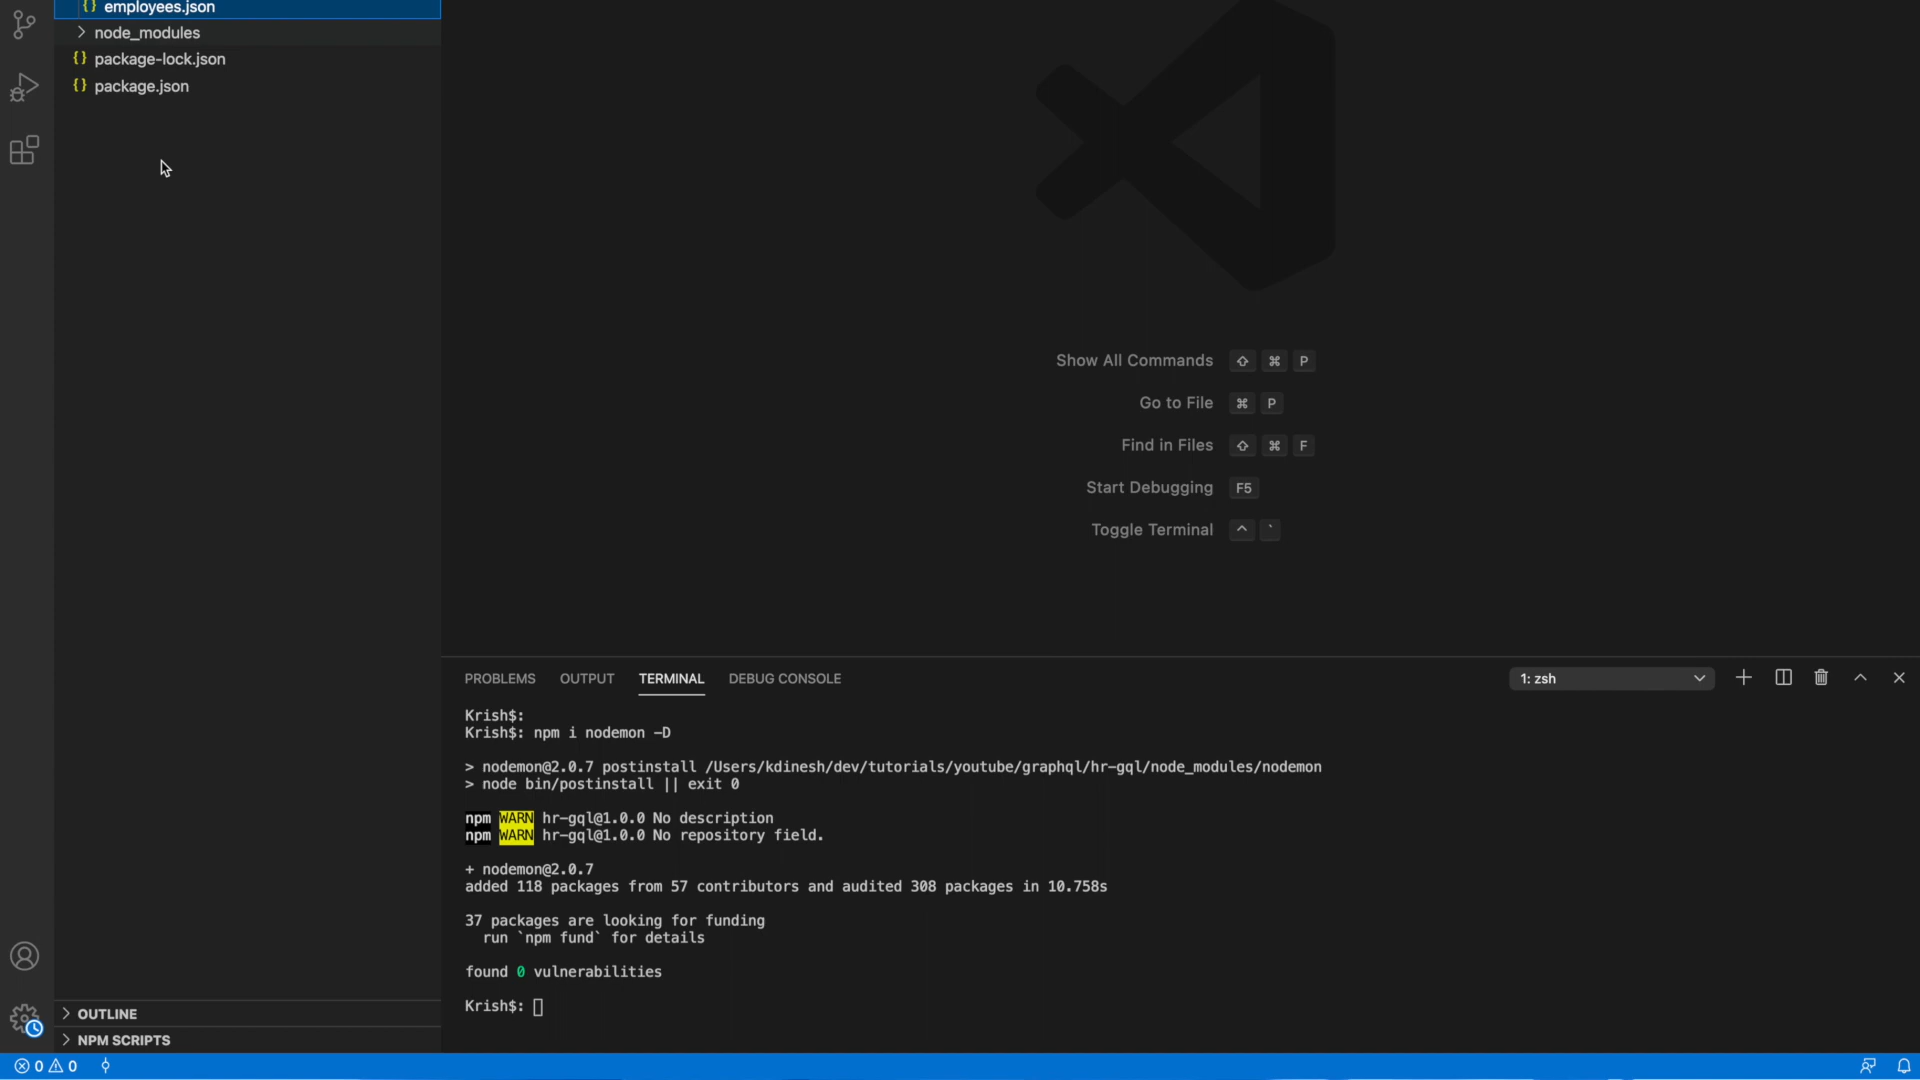 {} employees.json
node_modules
{} package-lock.json
{} package.json
Show All Commands ⇧ ⌘ P
Go to File ⌘ P
Find in Files ⇧ ⌘ F
Start Debugging F5
Toggle Terminal ^ `
PROBLEMS OUTPUT TERMINAL DEBUG CONSOLE 1: zsh
Krish$:
Krish$: npm i nodemon -D
> nodemon@2.0.7 postinstall /Users/kdinesh/dev/tutorials/youtube/graphql/hr-gql/node_modules/nodemon
> node bin/postinstall || exit 0
npm WARN hr-gql@1.0.0 No description
npm WARN hr-gql@1.0.0 No repository field.
+ nodemon@2.0.7
added 118 packages from 57 contributors and audited 308 packages in 10.758s
37 packages are looking for funding
run `npm fund` for details
found 0 vulnerabilities
Krish$:
OUTLINE
NPM SCRIPTS
0 0